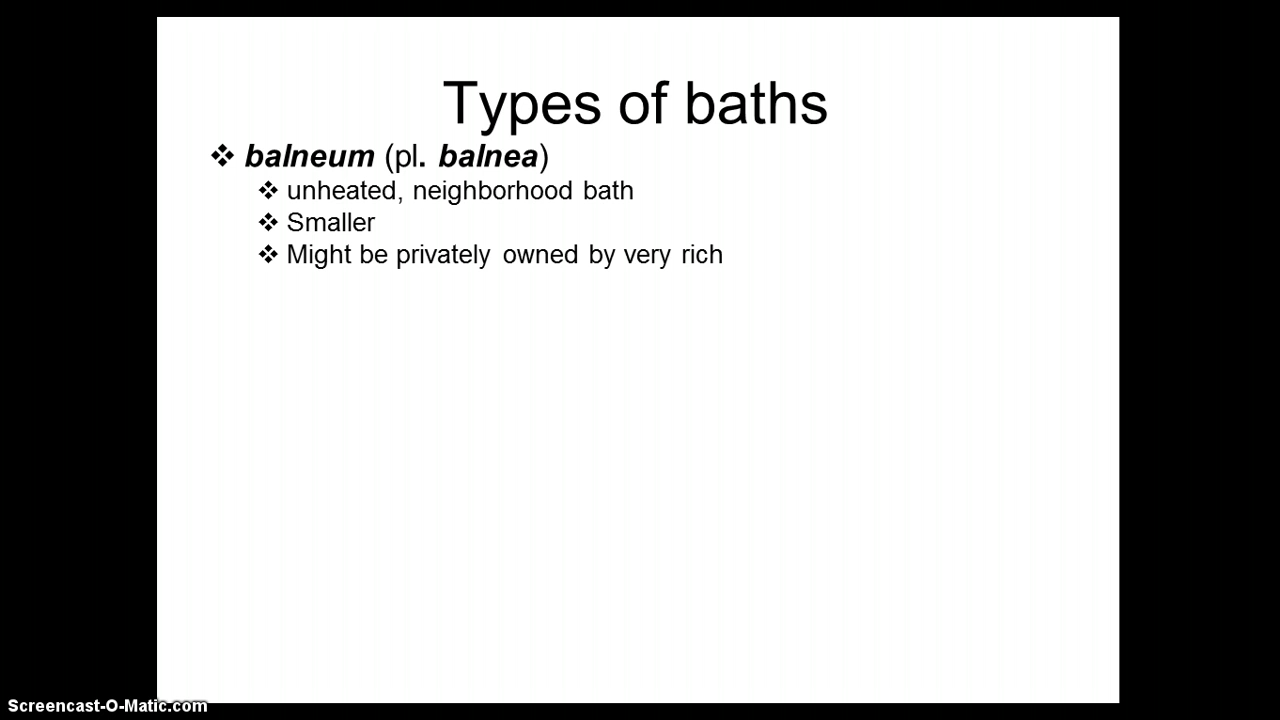 Types of baths
❖ balneum (pl. balnea)
❖ unheated, neighborhood bath
❖ Smaller
❖ Might be privately owned by very rich
Screencast-O-Matic.com